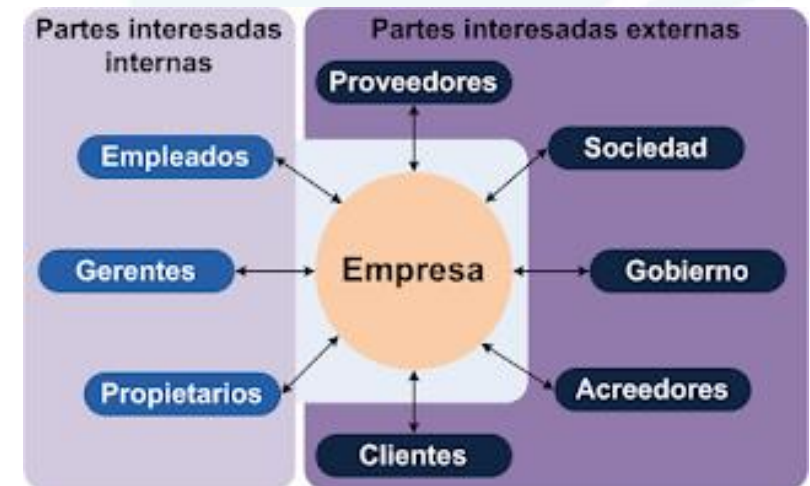 Partes interesadas
internas
Partes interesadas externas
Proveedores
Empleados
Sociedad
Gerentes
Empresa
Gobierno
Propietarios
Acreedores
Clientes